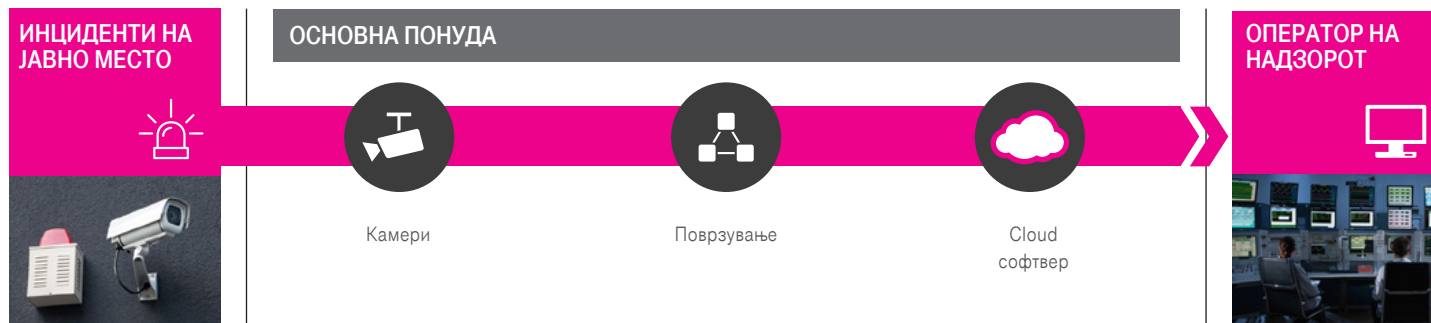 ИНЦИДЕНТИ НА
ЈАВНО МЕСТО
ОСНОВНА ПОНУДА
Камери
Поврзување
Cloud
софтвер
ОПЕРАТОР НА
НАДЗОРОТ